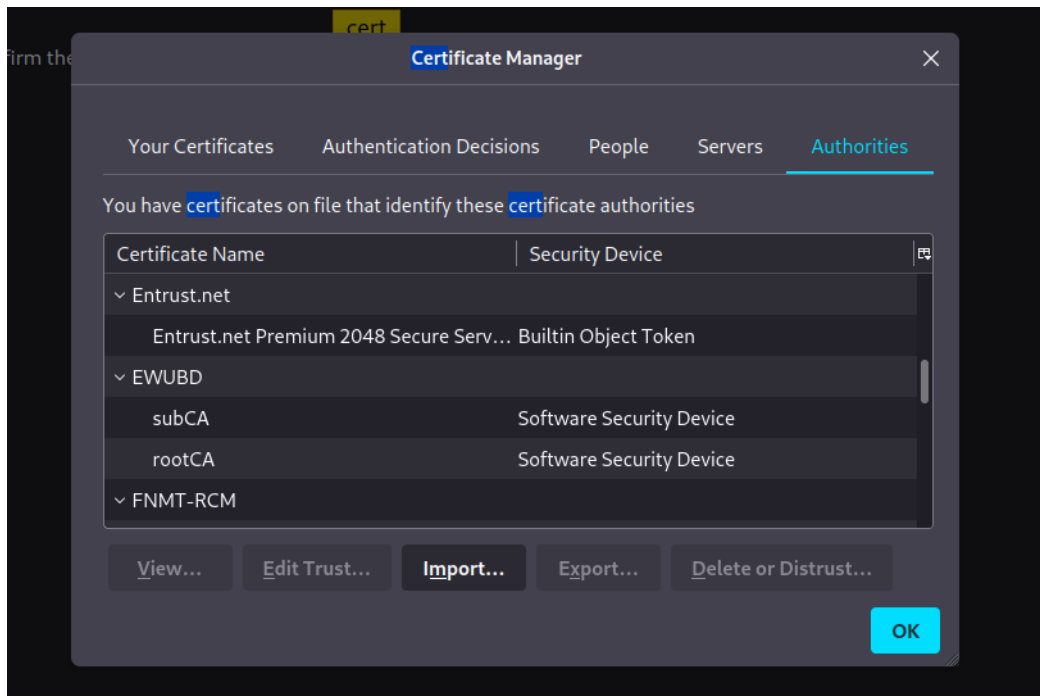 cert
firm the
Certificate Manager
Your Certificates Authentication Decisions People Servers Authorities
You have certificates on file that identify these certificate authorities
Certificate Name Security Device
Entrust.net
Entrust.net Premium 2048 Secure Serv... Builtin Object Token
EWUBD
subCA Software Security Device
rootCA Software Security Device
FNMT-RCM
View... Edit Trust... Import... Export... Delete or Distrust...
OK